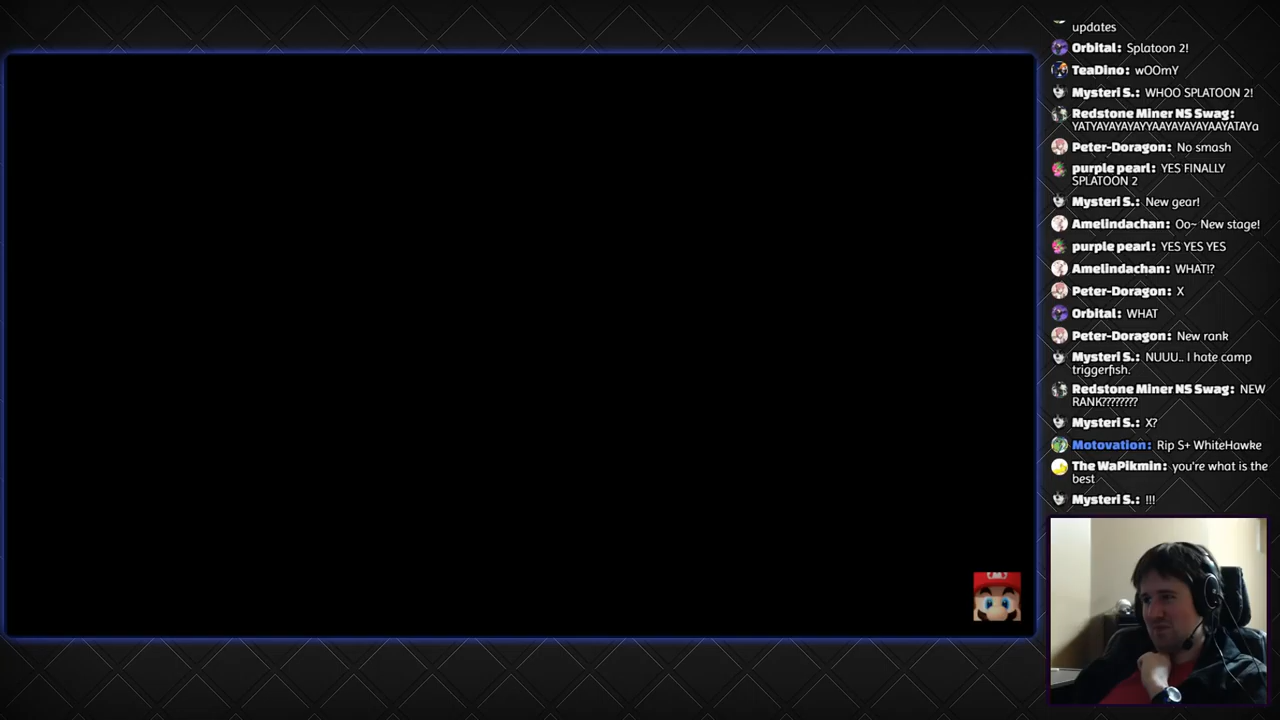 updates
Orbital: Splatoon 2!
TeaDino: wOOmY
Mysteri S.: WHOO SPLATOON 2!
Redstone Miner NS Swag:
YATYAYAYAYAYYAAYAYAYAYAAYATAYa
Peter-Doragon: No smash
purple pearl: YES FINALLY
SPLATOON 2
Mysteri S.: New gear!
Amelindachan: Oo~ New stage!
purple pearl: YES YES YES
Amelindachan: WHAT!?
Peter-Doragon: X
Orbital: WHAT
Peter-Doragon: New rank
Mysteri S.: NUUU.. I hate camp
triggerfish.
Redstone Miner NS Swag: NEW
RANK????????
Mysteri S.: X?
Motovation: Rip S+ WhiteHawke
The WaPikmin: you're what is the
best
Mysteri S.: !!!
M